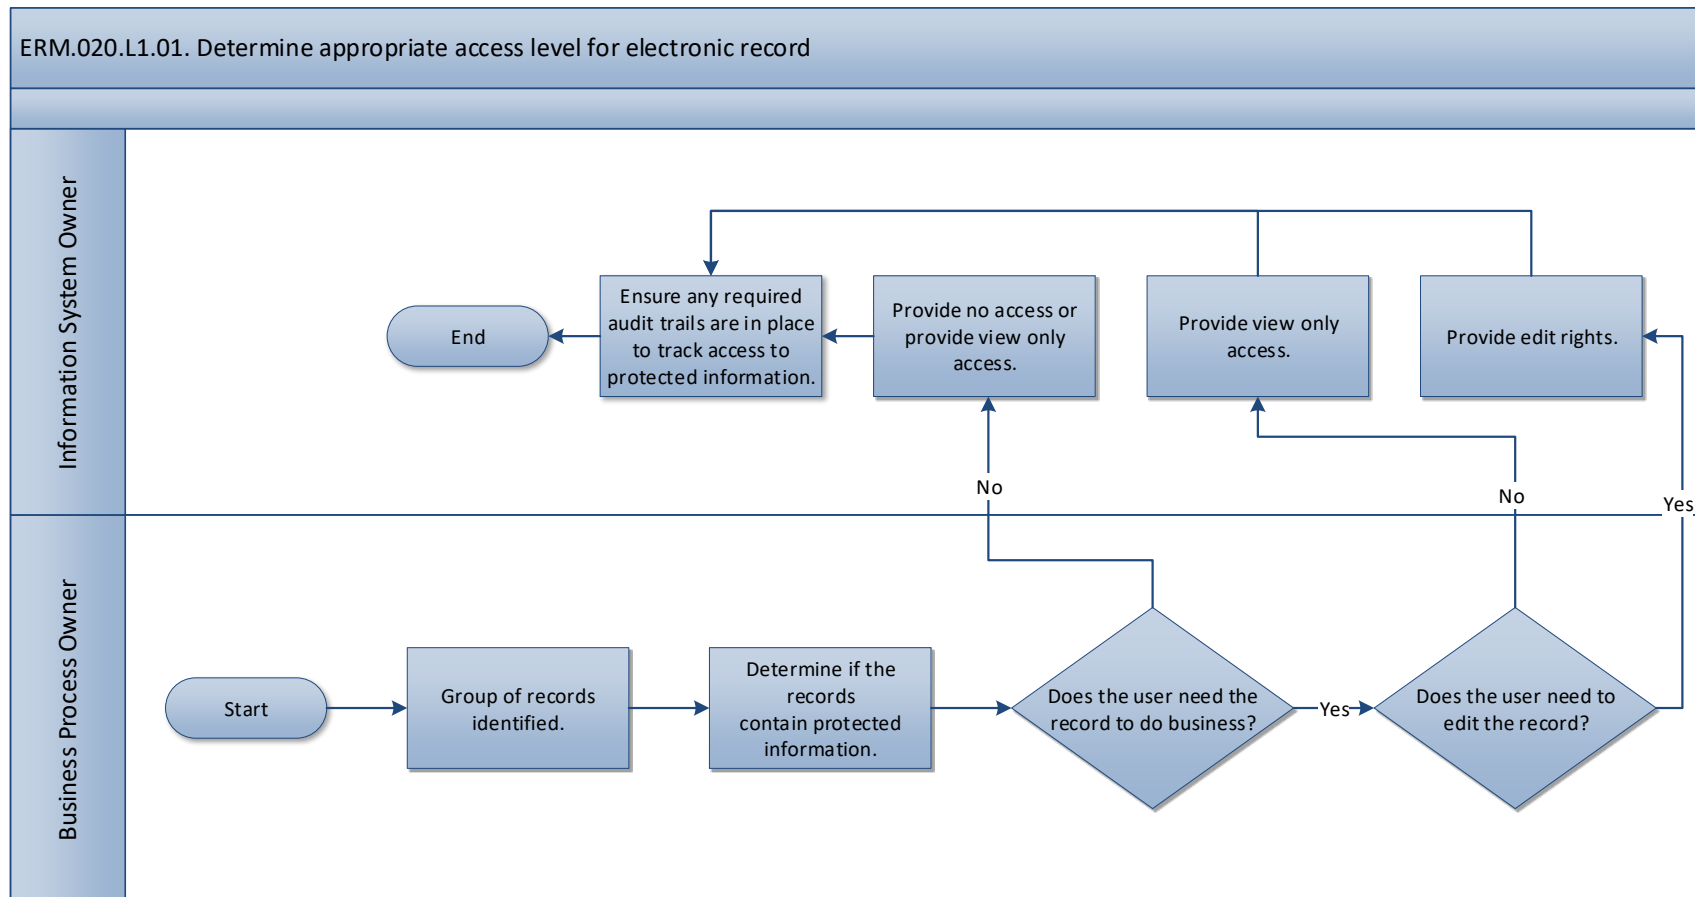 ERM.020.L1.01. Determine appropriate access level for electronic record
Information System Owner
End
Ensure any required
audit trails are in place
to track access to
protected information.
Provide no access or
provide view only
access.
Provide view only
access.
Provide edit rights.
No
No
Yes
Business Process Owner
Start
Group of records
identified.
Determine if the
records
contain protected
information.
Does the user need the
record to do business?
Yes
Does the user need to
edit the record?